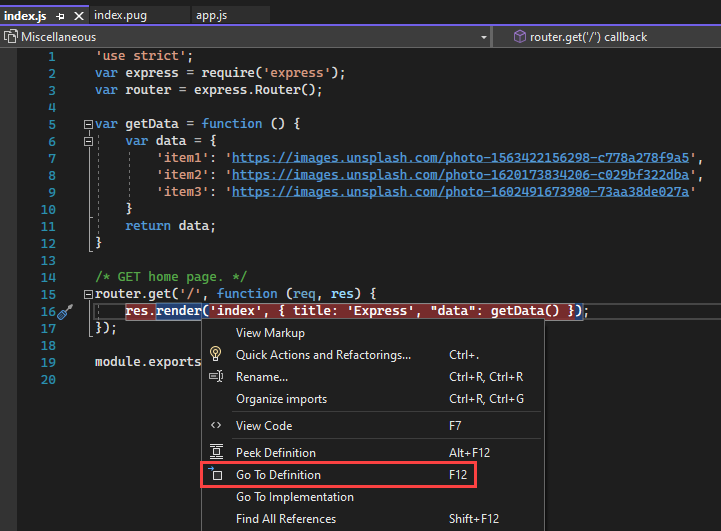 index.js index.pug app.js
Miscellaneous router.get('/') callback
1 'use strict';
2 var express = require('express');
3 var router = express.Router();
4
5 var getData = function () {
6 var data = {
7 'item1': 'https://images.unsplash.com/photo-1563422156298-c778a278f9a5',
8 'item2': 'https://images.unsplash.com/photo-1620173834206-c029bf322dba',
9 'item3': 'https://images.unsplash.com/photo-1602491673980-73aa38de027a'
10 }
11 return data;
12 }
13
14 /* GET home page. */
15 router.get('/', function (req, res) {
16 res.render('index', { title: 'Express', "data": getData() });
17 });
18
19 module.exports
20
View Markup
Quick Actions and Refactorings... Ctrl+.
Rename... Ctrl+R, Ctrl+R
Organize imports Ctrl+R, Ctrl+G
View Code F7
Peek Definition Alt+F12
Go To Definition F12
Go To Implementation
Find All References Shift+F12